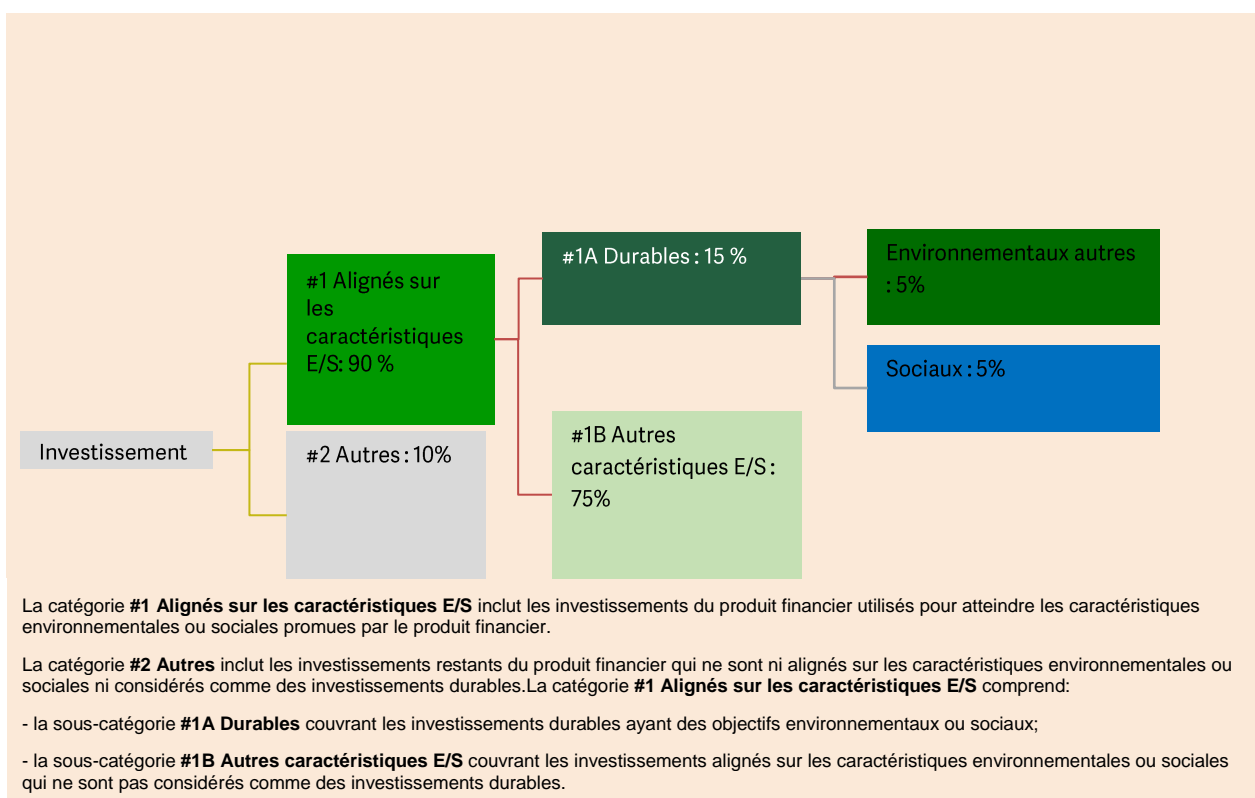 #1A Durables : 15 %
Environnementaux autres
: 5%
#1 Alignés sur
les
caractéristiques
E/S: 90 %
Sociaux : 5%
Investissement
#2 Autres : 10%
#1B Autres
caractéristiques E/S :
75%
La catégorie #1 Alignés sur les caractéristiques E/S inclut les investissements du produit financier utilisés pour atteindre les caractéristiques
environnementales ou sociales promues par le produit financier.
La catégorie #2 Autres inclut les investissements restants du produit financier qui ne sont ni alignés sur les caractéristiques environnementales ou
sociales ni considérés comme des investissements durables.La catégorie #1 Alignés sur les caractéristiques E/S comprend:
- la sous-catégorie #1A Durables couvrant les investissements durables ayant des objectifs environnementaux ou sociaux;
- la sous-catégorie #1B Autres caractéristiques E/S couvrant les investissements alignés sur les caractéristiques environnementales ou sociales
qui ne sont pas considérés comme des investissements durables.